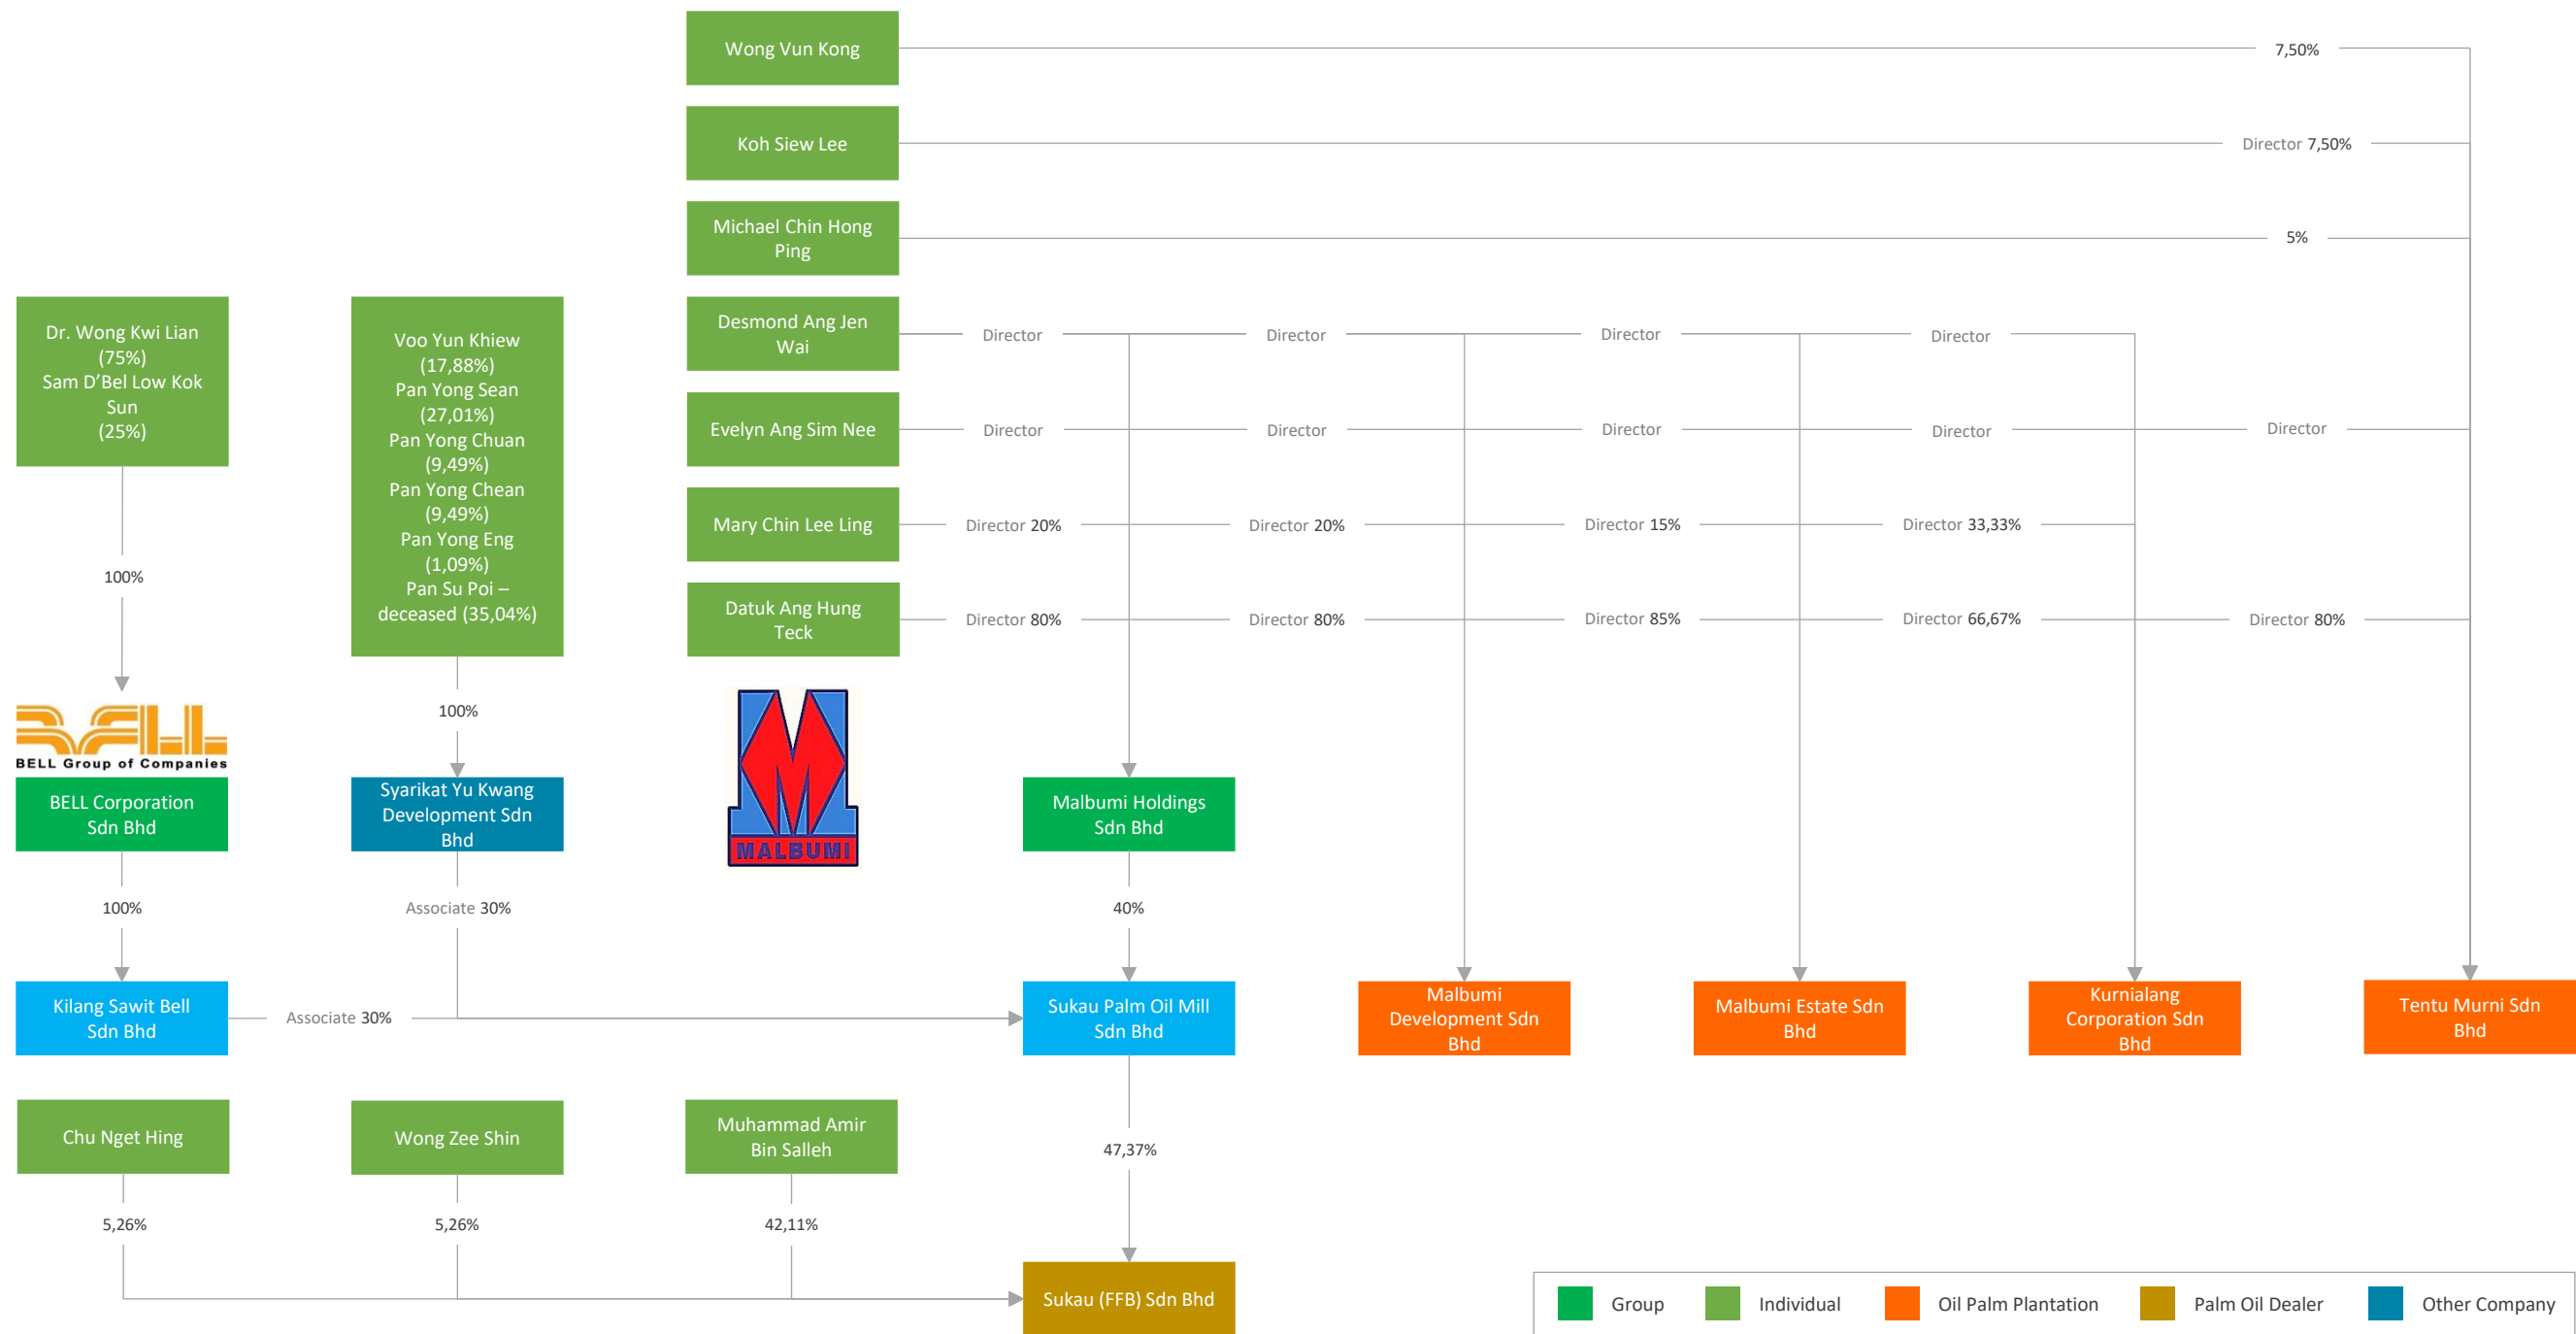 Wong Vun Kong
7,50%
Koh Siew Lee
Director 7,50%
Michael Chin Hong
Ping
5%
Dr. Wong Kwi Lian
(75%)
Sam D'Bel Low Kok
Sun
(25%)
Voo Yun Khiew
(17,88%)
Pan Yong Sean
(27,01%)
Pan Yong Chuan
(9,49%)
Pan Yong Chean
(9,49%)
Pan Yong Eng
(1,09%)
Pan Su Poi –
deceased (35,04%)
Desmond Ang Jen
Wai
Director
Director
Director
Director
Evelyn Ang Sim Nee
Director
Director
Director
Director
Director
Mary Chin Lee Ling
Director 20%
Director 20%
Director 15%
Director 33,33%
Datuk Ang Hung
Teck
Director 80%
Director 80%
Director 85%
Director 66,67%
Director 80%
100%
100%
BELL
BELL Group of Companies
MALBUMI
BELL Corporation
Sdn Bhd
Syarikat Yu Kwang
Development Sdn
Bhd
Malbumi Holdings
Sdn Bhd
100%
Associate 30%
40%
Kilang Sawit Bell
Sdn Bhd
Associate 30%
Sukau Palm Oil Mill
Sdn Bhd
Malbumi
Development Sdn
Bhd
Malbumi Estate Sdn
Bhd
Kurnialang
Corporation Sdn
Bhd
Tentu Murni Sdn
Bhd
Chu Nget Hing
Wong Zee Shin
Muhammad Amir
Bin Salleh
47,37%
5,26%
5,26%
42,11%
Sukau (FFB) Sdn Bhd
Group
Individual
Oil Palm Plantation
Palm Oil Dealer
Other Company